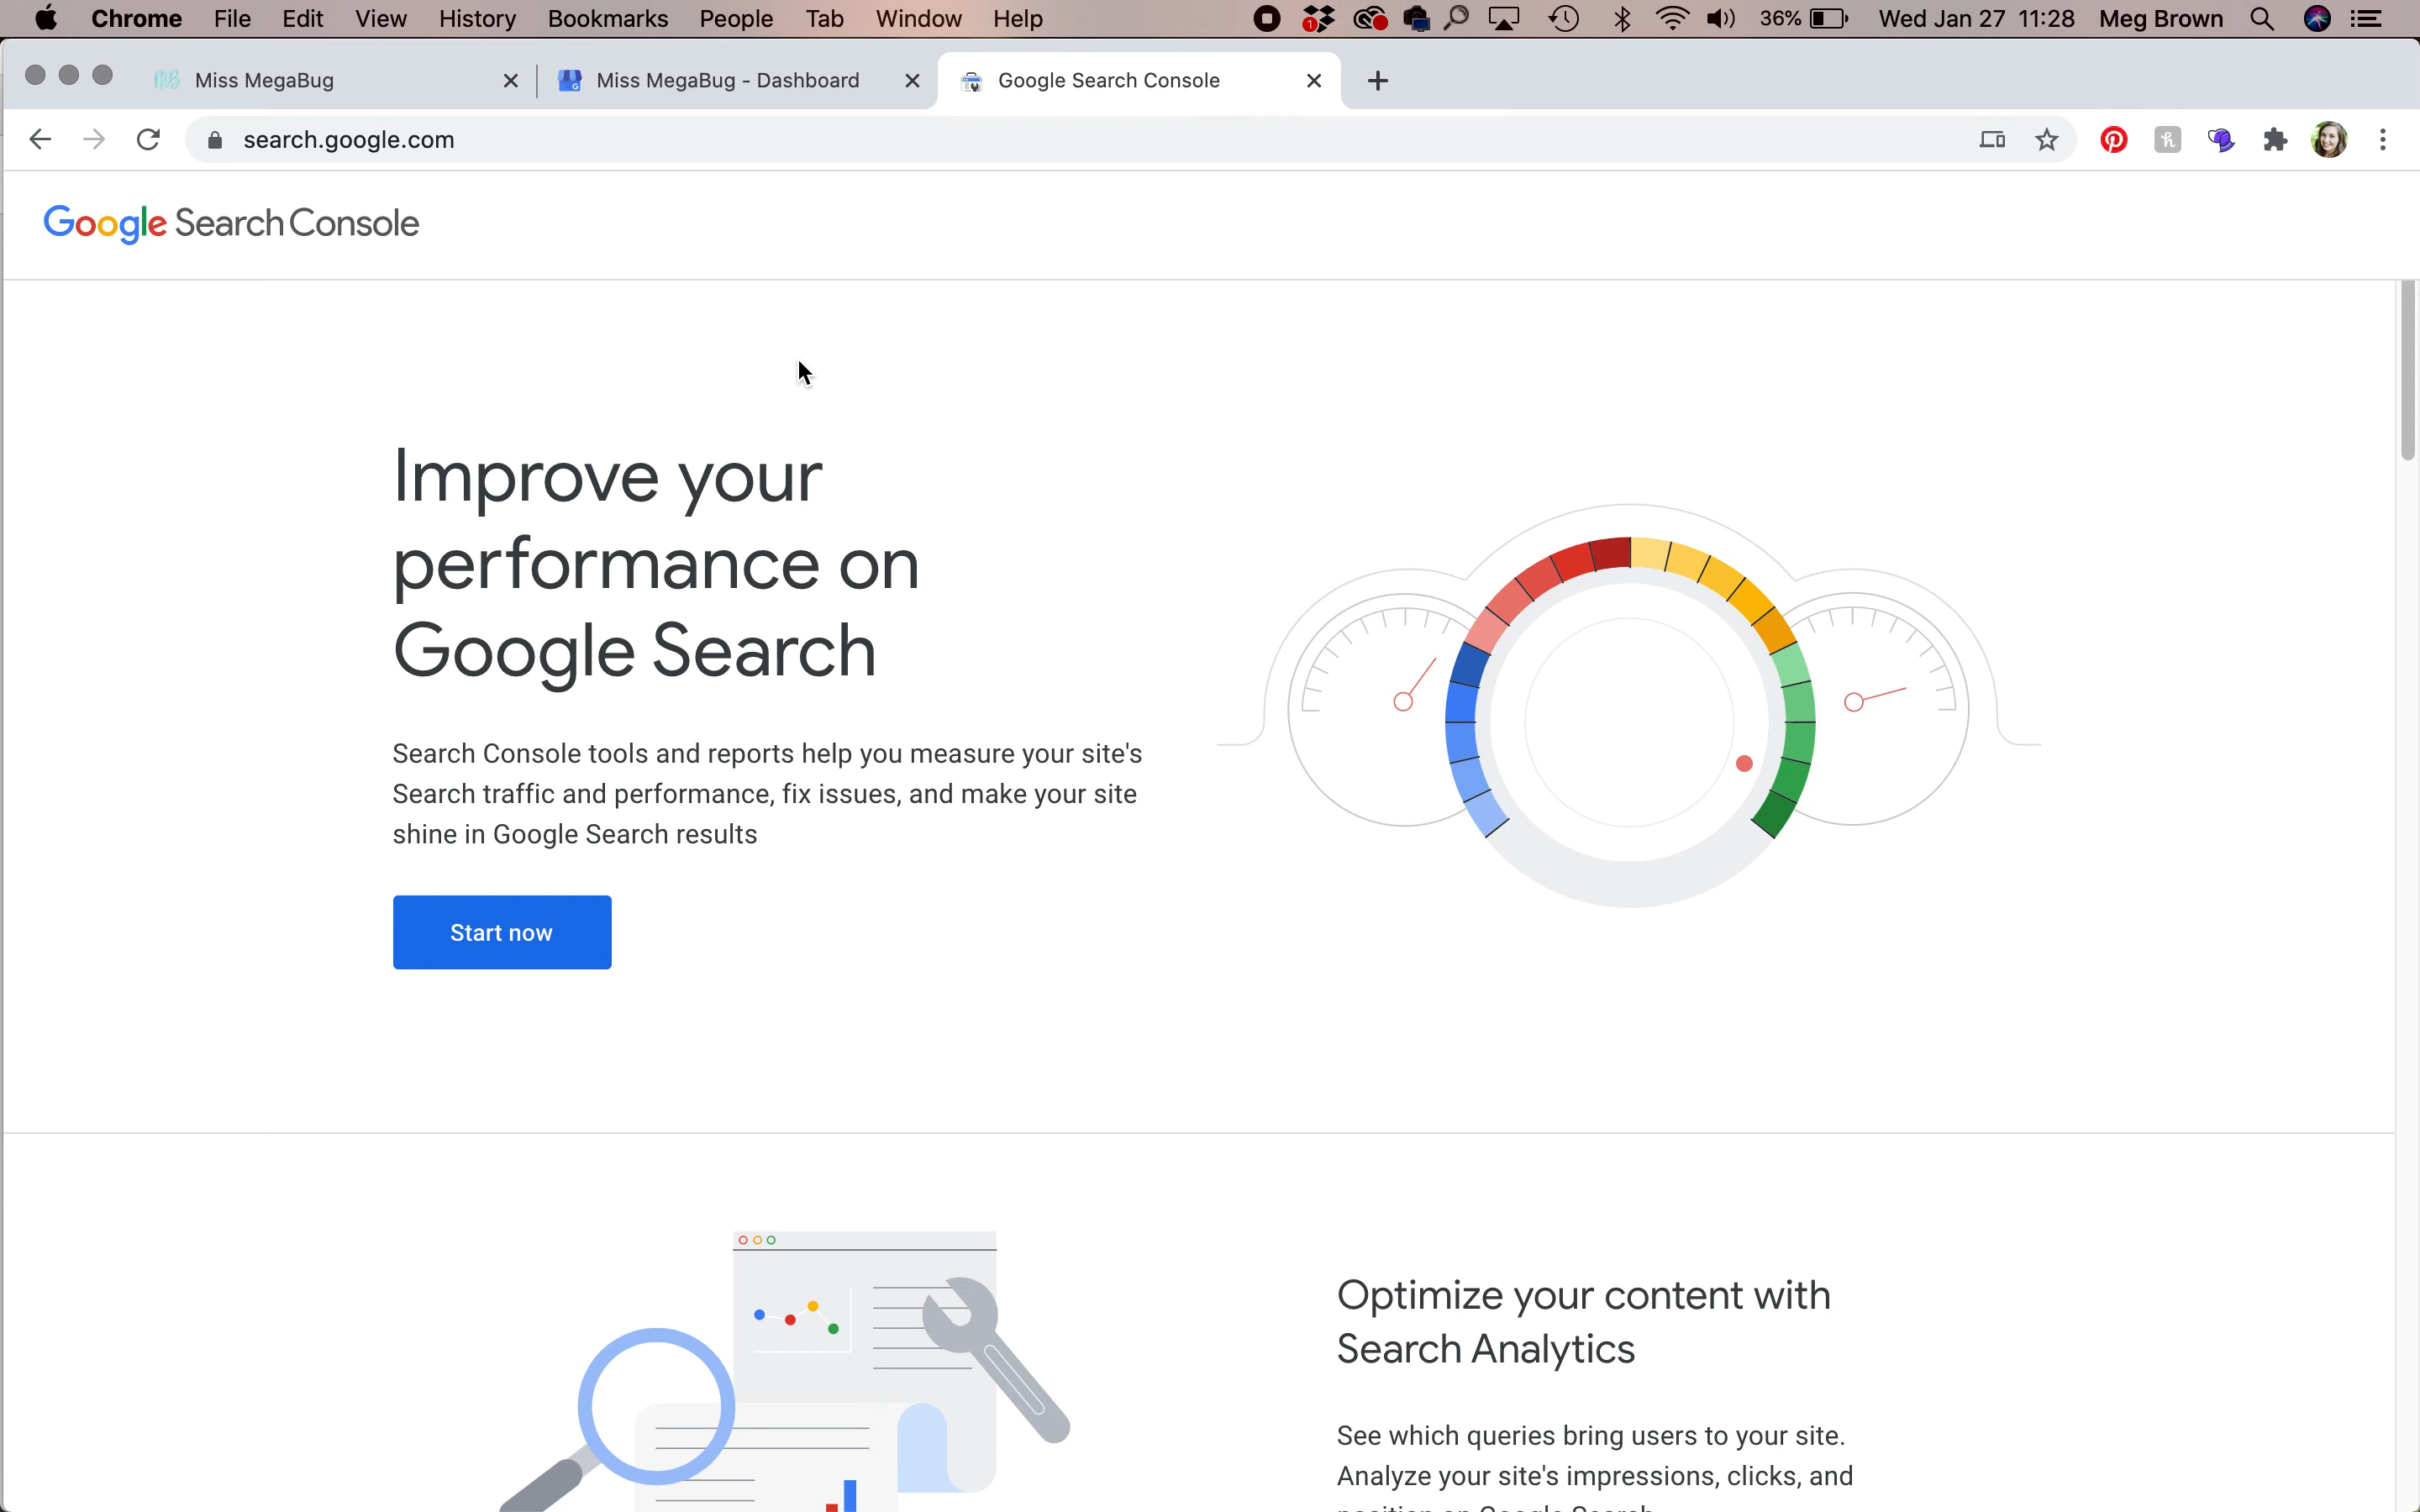 Chrome File Edit View History Bookmarks People Tab Window Help 1 36% Wed Jan 27 11:28 Meg Brown
Miss MegaBug Miss MegaBug - Dashboard Google Search Console
search.google.com
Google Search Console
Improve your
performance on
Google Search
Search Console tools and reports help you measure your site's
Search traffic and performance, fix issues, and make your site
shine in Google Search results
Start now
Optimize your content with
Search Analytics
See which queries bring users to your site.
Analyze your site's impressions, clicks, and